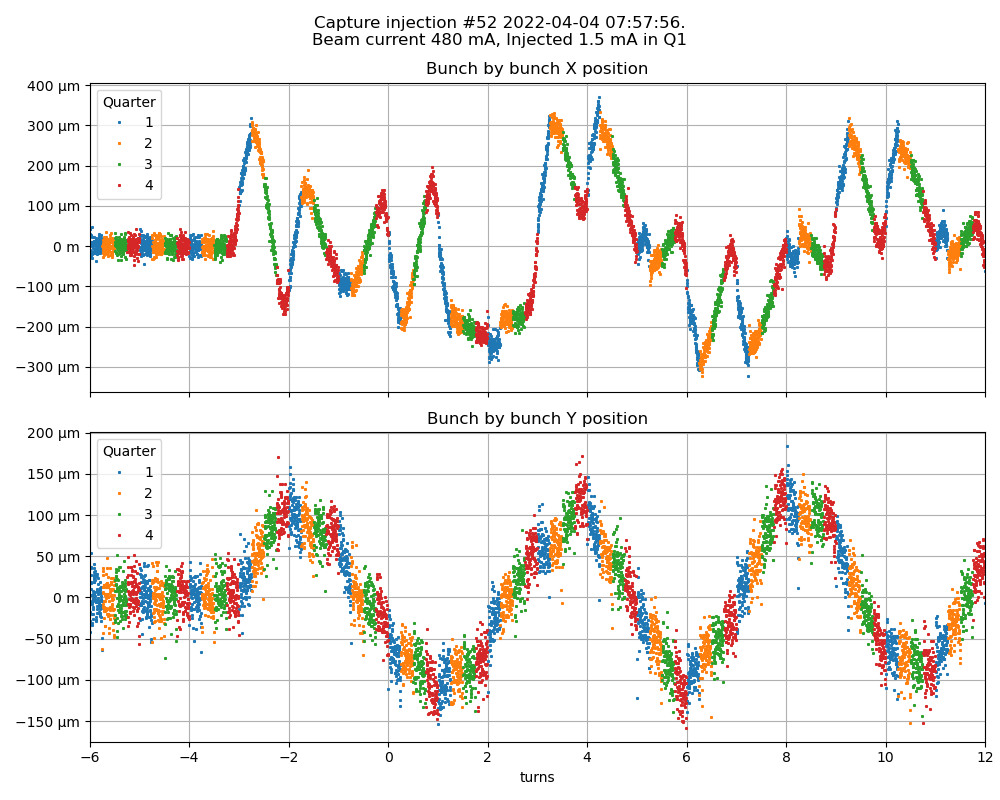 Capture injection #52 2022-04-04 07:57:56.
Beam current 480 mA, Injected 1.5 mA in Q1
Bunch by bunch X position
400 µm
300 µm
200 µm
100 µm
0 m
−100 µm
−200 µm
−300 µm
Quarter
1
2
3
4
Bunch by bunch Y position
200 µm
150 µm
100 µm
50 µm
0 m
−50 µm
−100 µm
−150 µm
Quarter
1
2
3
4
−6 −4 −2 0 2 4 6 8 10 12
turns